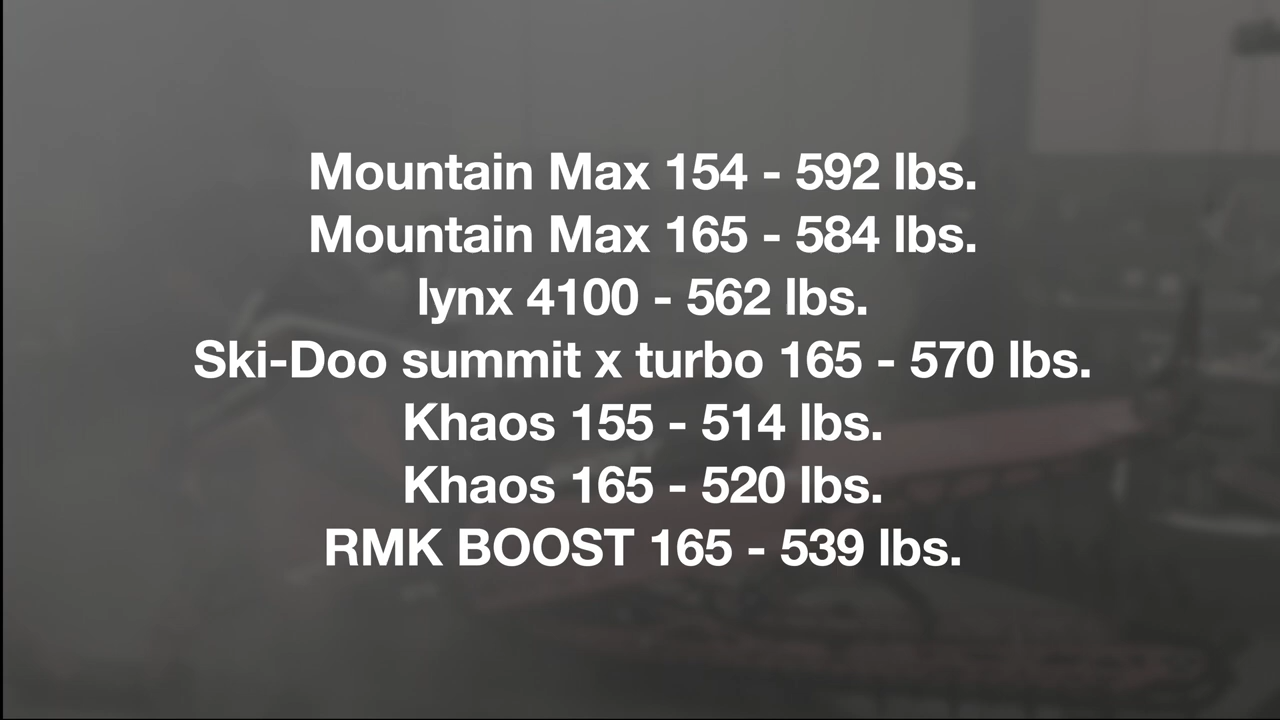 Mountain Max 154 - 592 lbs.
Mountain Max 165 - 584 lbs.
lynx 4100 - 562 lbs.
Ski-Doo summit x turbo 165 - 570 lbs.
Khaos 155 - 514 lbs.
Khaos 165 - 520 lbs.
RMK BOOST 165 - 539 lbs.